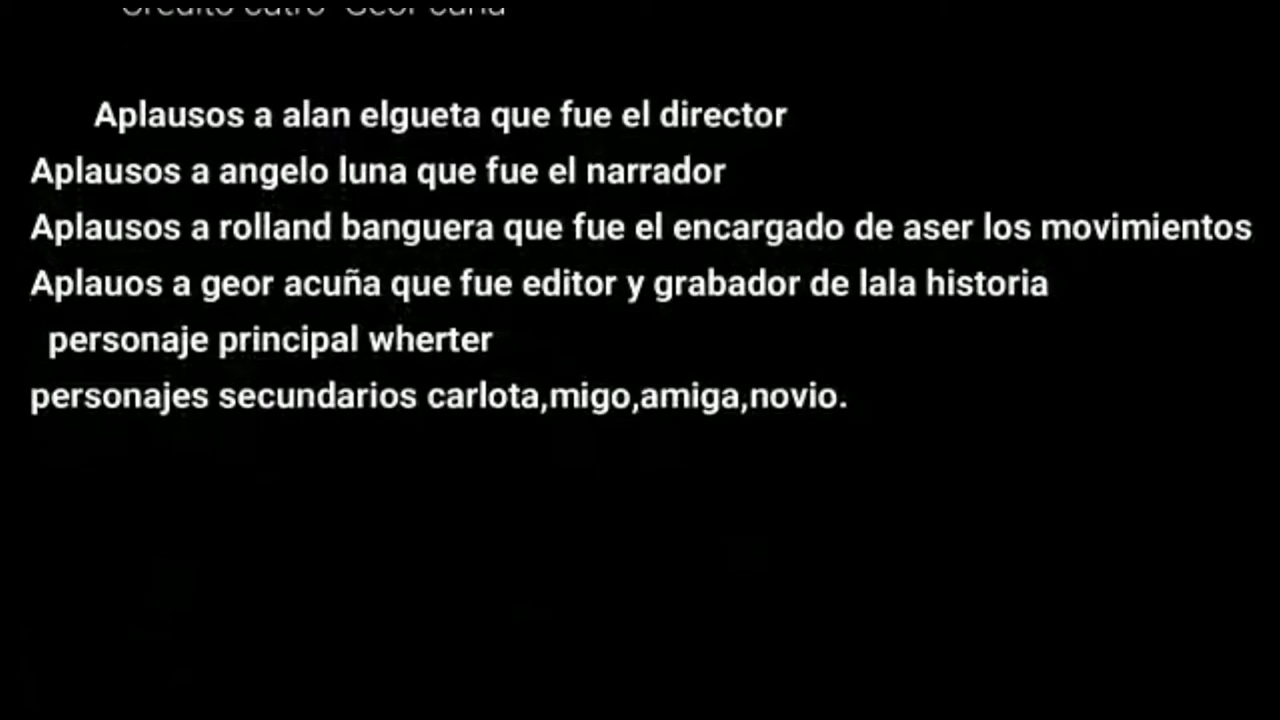 Aplausos a alan elgueta que fue el director
Aplausos a angelo luna que fue el narrador
Aplausos a rolland banguera que fue el encargado de aser los movimientos
Aplauos a geor acuña que fue editor y grabador de lala historia
personaje principal wherter
personajes secundarios carlota,migo,amiga,novio.